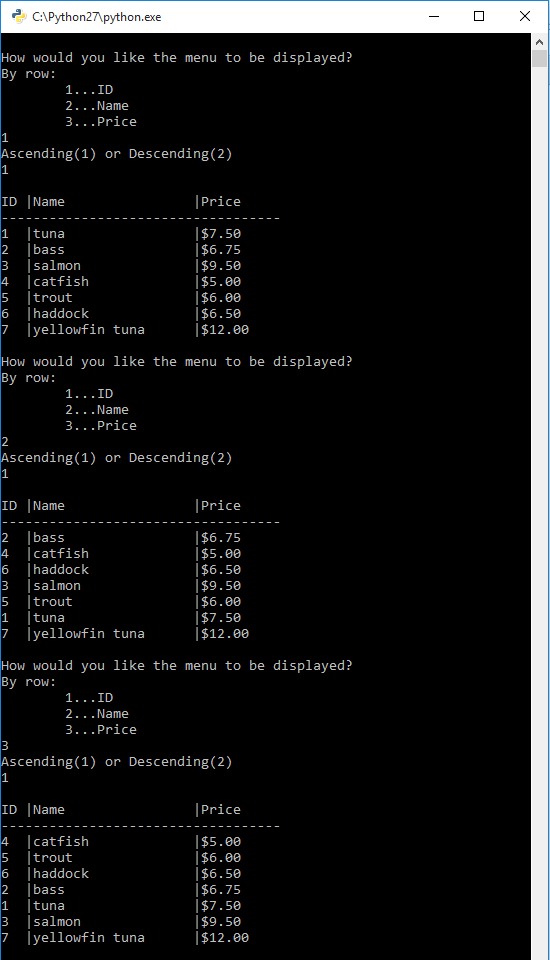 C:\Python27\python.exe
How would you like the menu to be displayed?
By row:
        1...ID
        2...Name
        3...Price
1
Ascending(1) or Descending(2)
1
ID |Name                |Price
-----------------------------------
1  |tuna                |$7.50
2  |bass                |$6.75
3  |salmon              |$9.50
4  |catfish             |$5.00
5  |trout               |$6.00
6  |haddock             |$6.50
7  |yellowfin tuna      |$12.00
How would you like the menu to be displayed?
By row:
        1...ID
        2...Name
        3...Price
2
Ascending(1) or Descending(2)
1
ID |Name                |Price
-----------------------------------
2  |bass                |$6.75
4  |catfish             |$5.00
6  |haddock             |$6.50
3  |salmon              |$9.50
5  |trout               |$6.00
1  |tuna                |$7.50
7  |yellowfin tuna      |$12.00
How would you like the menu to be displayed?
By row:
        1...ID
        2...Name
        3...Price
3
Ascending(1) or Descending(2)
1
ID |Name                |Price
-----------------------------------
4  |catfish             |$5.00
5  |trout               |$6.00
6  |haddock             |$6.50
2  |bass                |$6.75
1  |tuna                |$7.50
3  |salmon              |$9.50
7  |yellowfin tuna      |$12.00